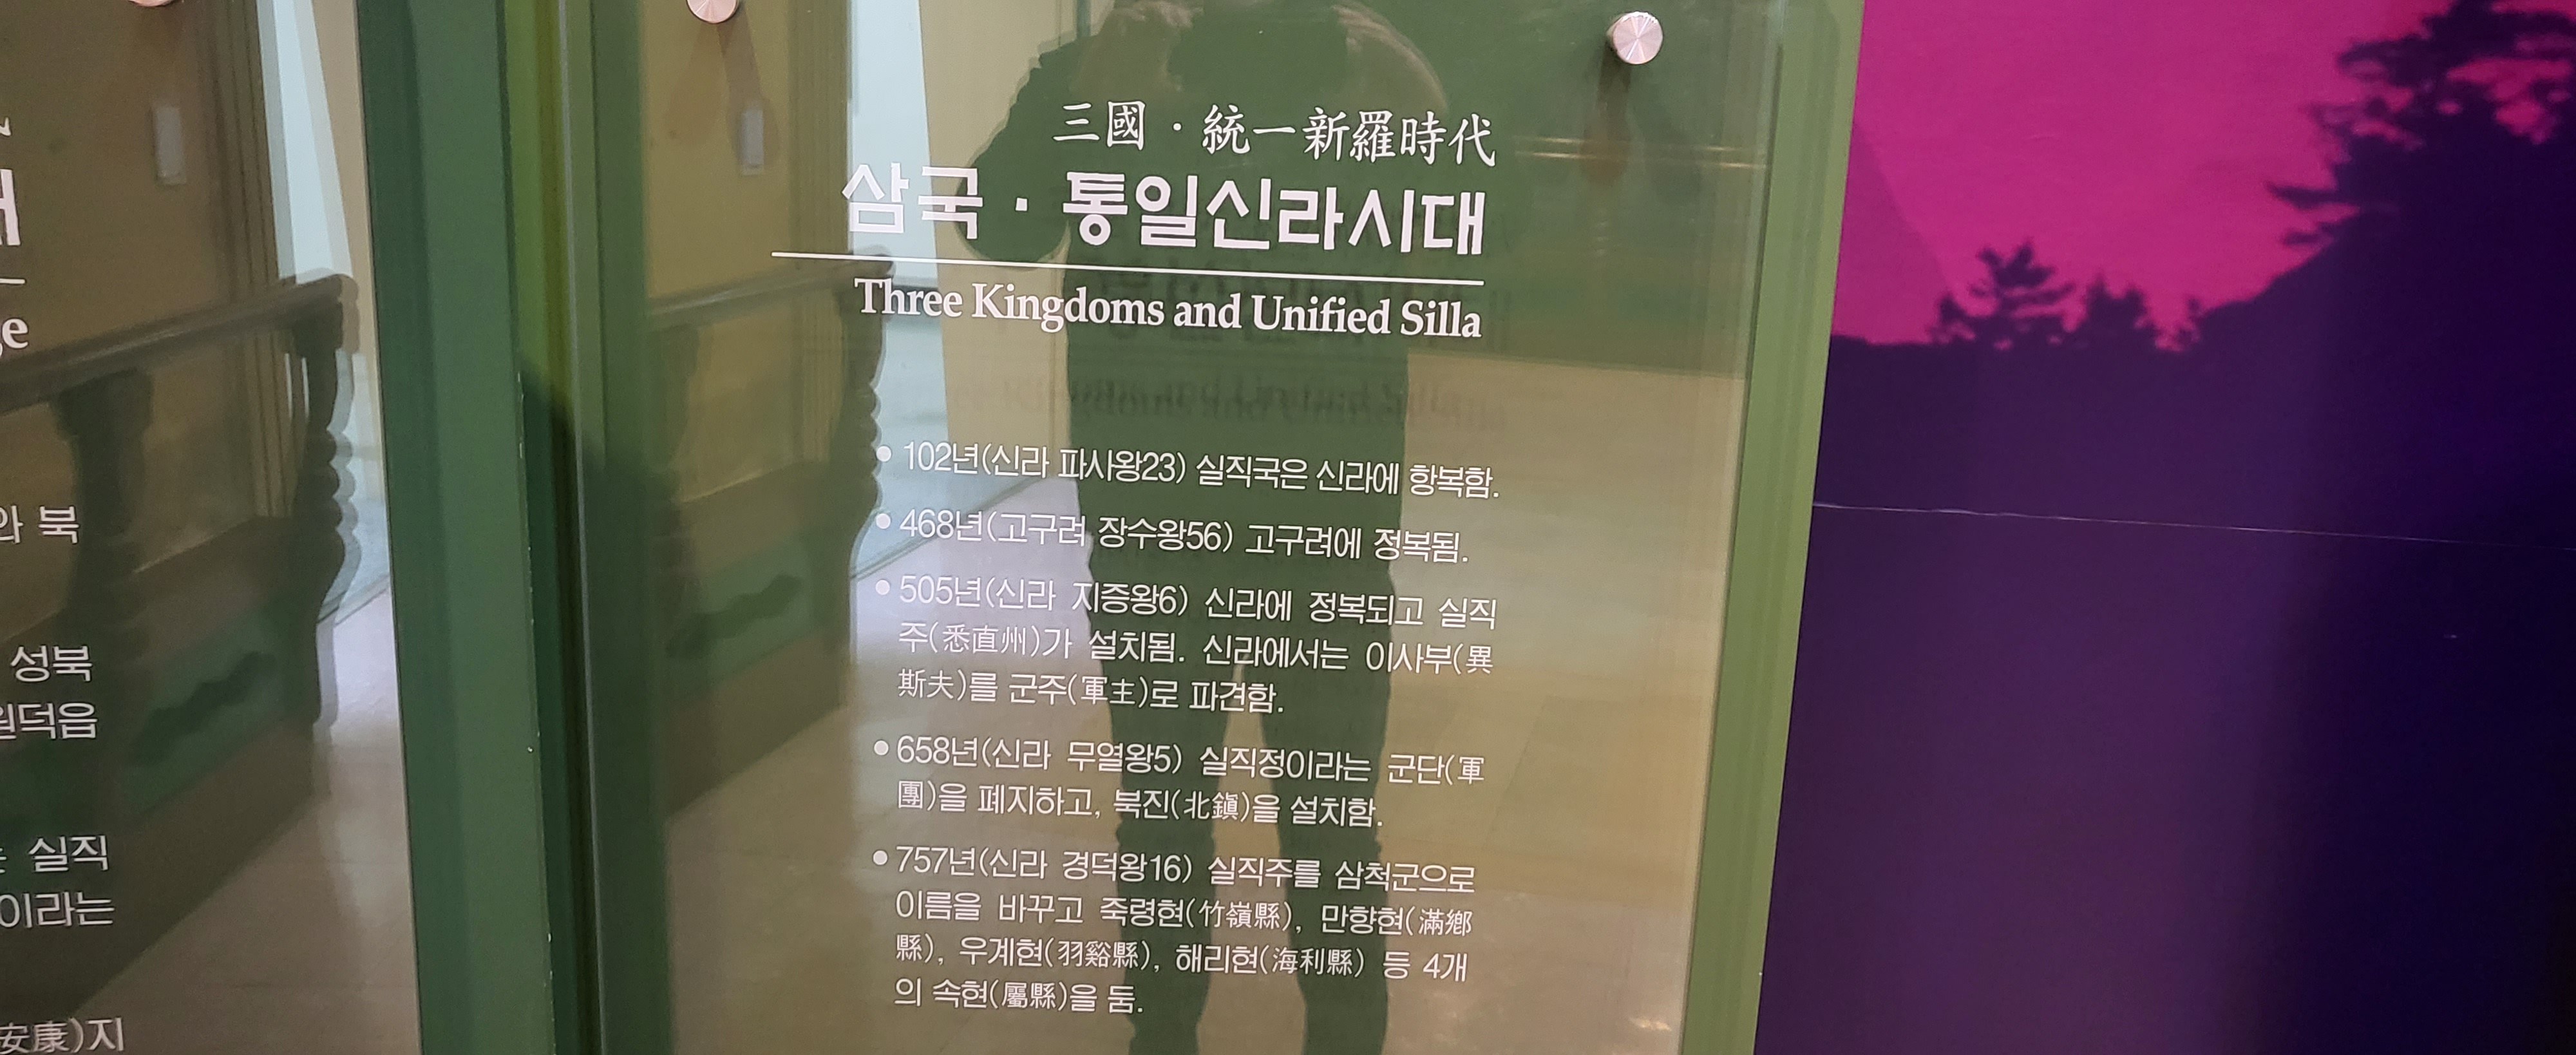 대
ge
와 북
성북
원덕읍
실직
이라는
安康)지
三國 · 統一新羅時代
삼국 · 통일신라시대
Three Kingdoms and Unified Silla
• 102년(신라 파사왕23) 실직국은 신라에 항복함.
• 468년(고구려 장수왕56) 고구려에 정복됨.
• 505년(신라 지증왕6) 신라에 정복되고 실직
주(悉直州)가 설치됨. 신라에서는 이사부(異
斯夫)를 군주(軍主)로 파견함.
• 658년(신라 무열왕5) 실직정이라는 군단(軍
團)을 폐지하고, 북진(北鎭)을 설치함.
• 757년(신라 경덕왕16) 실직주를 삼척군으로
이름을 바꾸고 죽령현(竹嶺縣), 만향현(滿鄕
縣), 우계현(羽谿縣), 해리현(海利縣) 등 4개
의 속현(屬縣)을 둠.